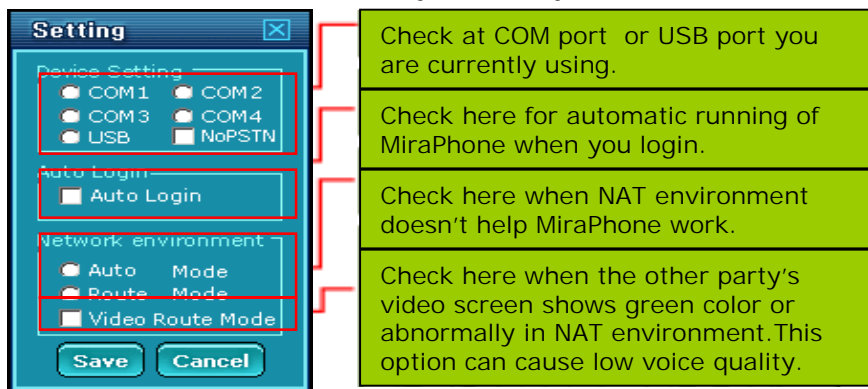 Setting
Device Setting
COM1 COM2
COM3 COM4
USB NoPSTN
Auto Login
Auto Login
Network environment
Auto Mode
Route Mode
Video Route Mode
Save Cancel
Check at COM port or USB port you
are currently using.
Check here for automatic running of
MiraPhone when you login.
Check here when NAT environment
doesn't help MiraPhone work.
Check here when the other party's
video screen shows green color or
abnormally in NAT environment.This
option can cause low voice quality.